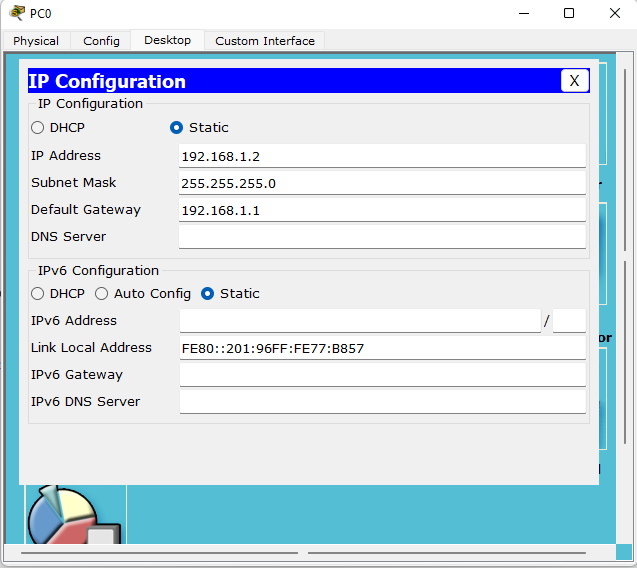 PC0
Physical Config Desktop Custom Interface
IP Configuration X
IP Configuration
DHCP Static
IP Address 192.168.1.2
Subnet Mask 255.255.255.0
Default Gateway 192.168.1.1
DNS Server
IPv6 Configuration
DHCP Auto Config Static
IPv6 Address /
Link Local Address FE80::201:96FF:FE77:B857
IPv6 Gateway
IPv6 DNS Server
or